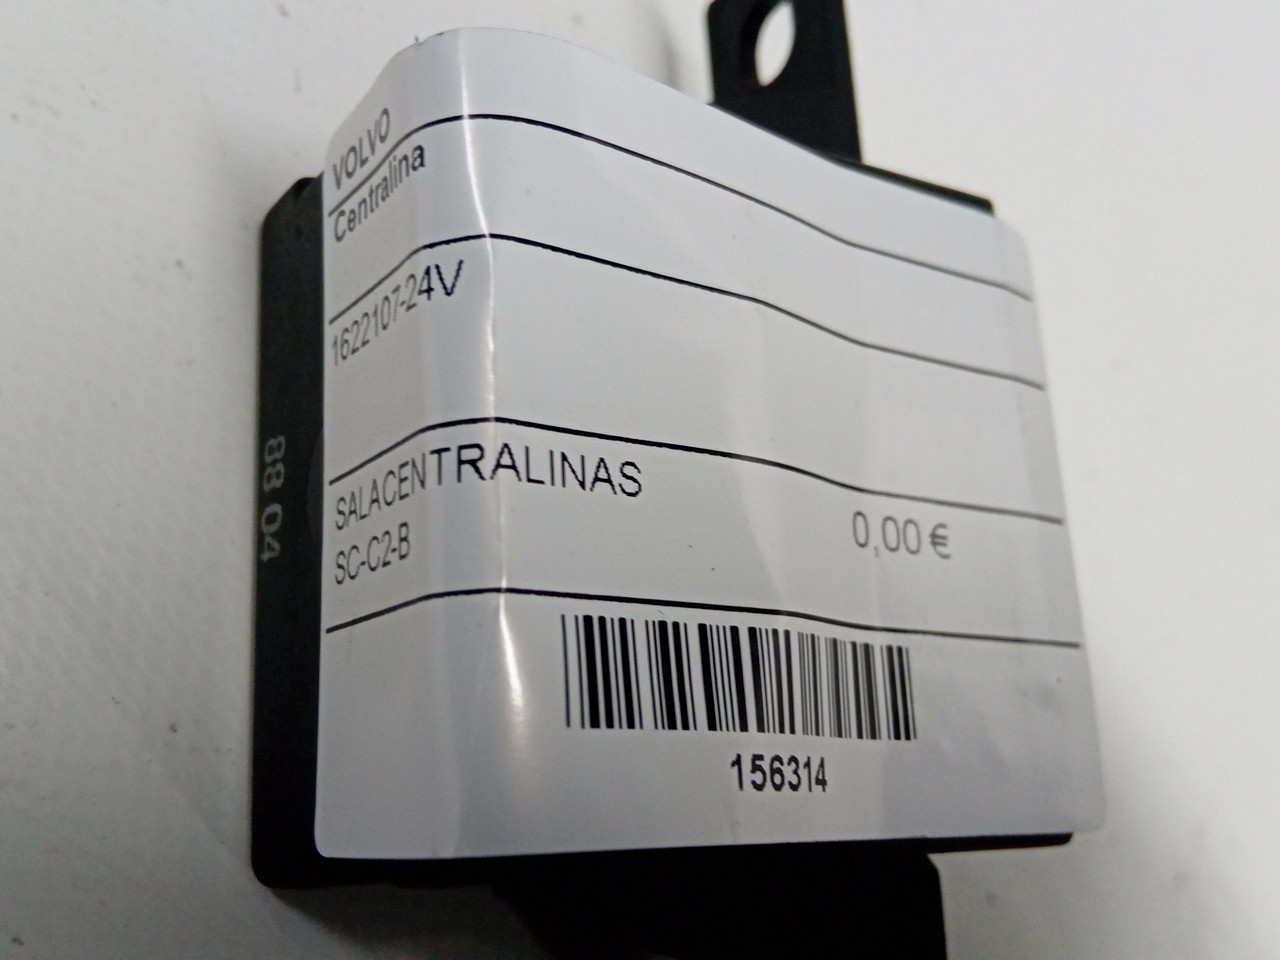 VOLVO
Centralina
1622107-24V
SALACENTRALINAS
SC-C2-B
0,00 €
156314
88 04